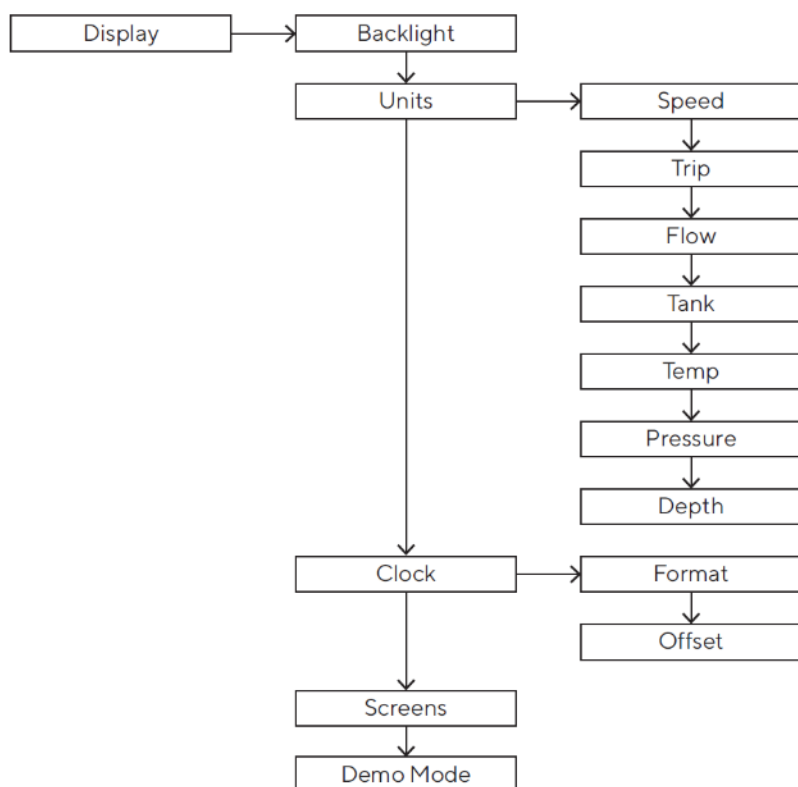 Display
Backlight
Units
Speed
Trip
Flow
Tank
Temp
Pressure
Depth
Clock
Format
Offset
Screens
Demo Mode